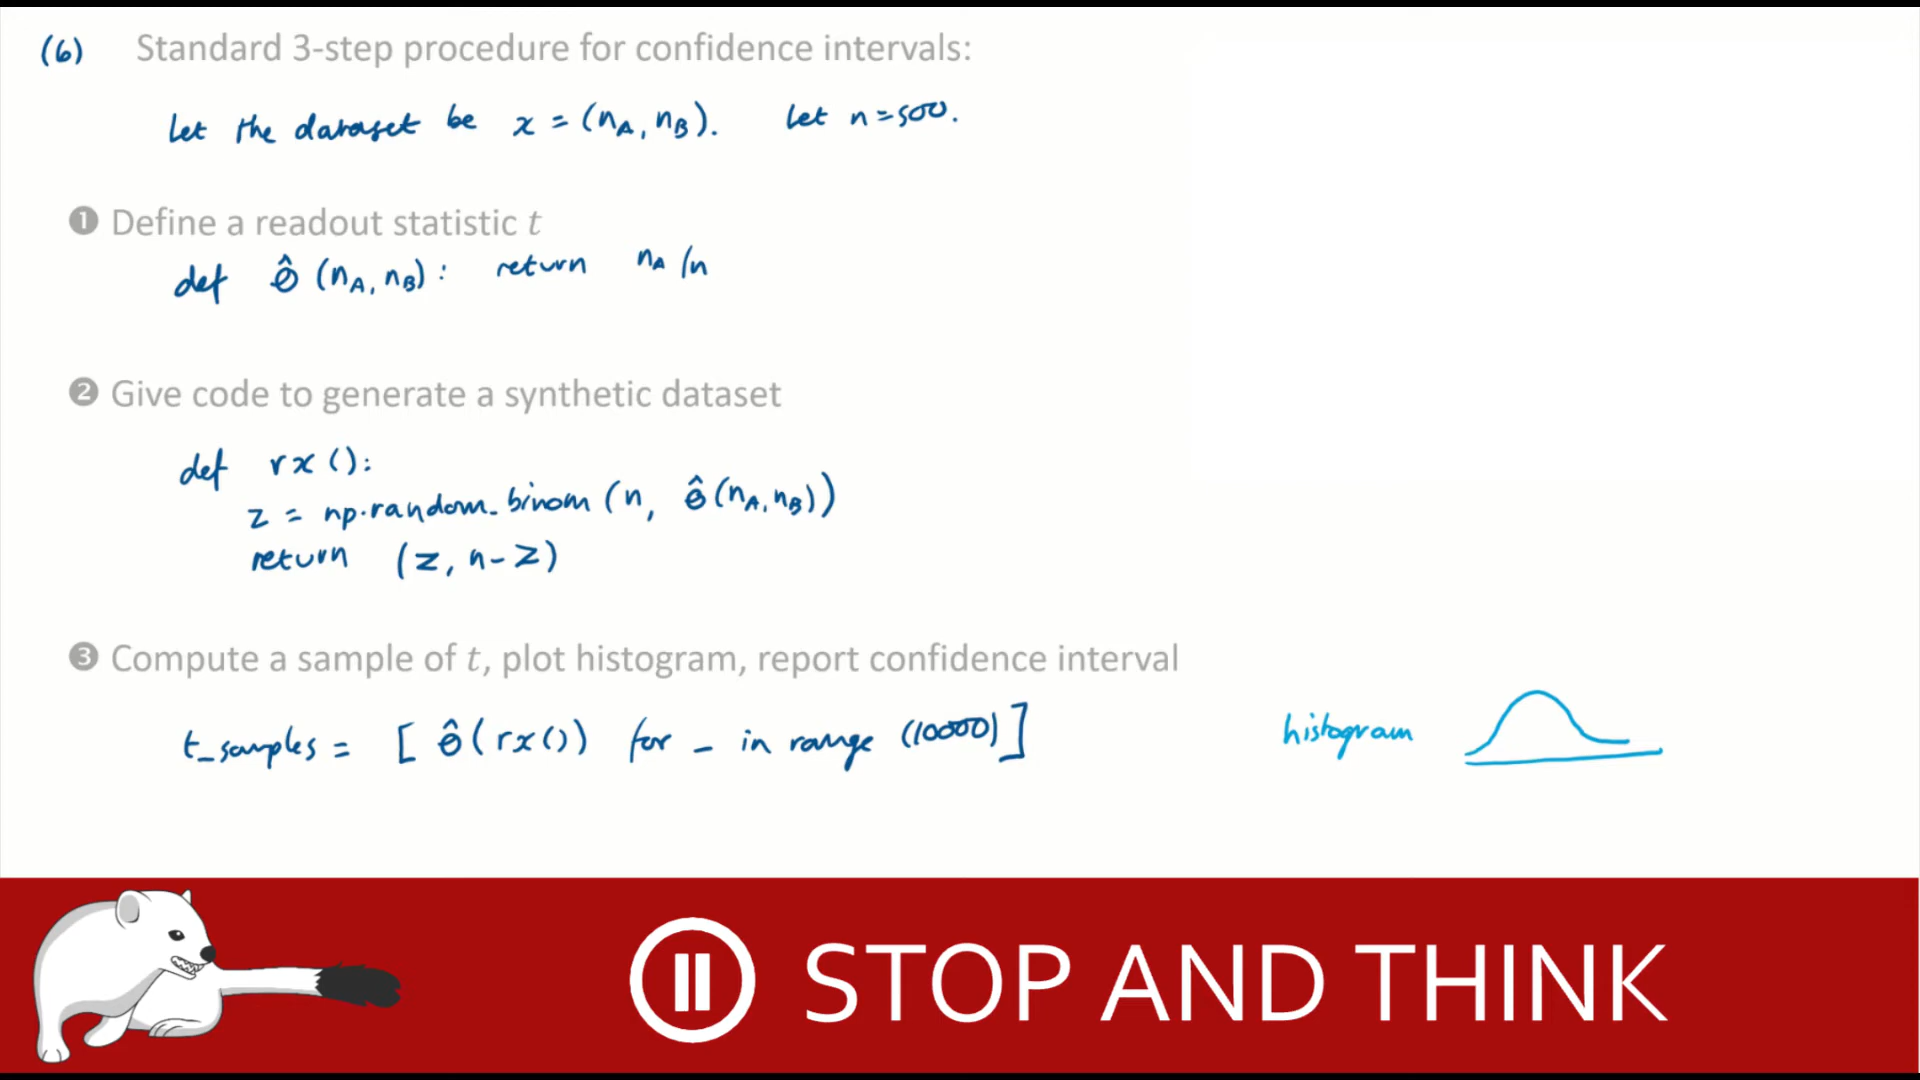 (6) Standard 3-step procedure for confidence intervals:
Let the dataset be x = (nA, nB). Let n=500.
❶ Define a readout statistic t
def θ̂ (nA, nB): return nA/n
❷ Give code to generate a synthetic dataset
def rx():
z = np.random.binom(n, θ̂(nA, nB))
return (z, n-z)
❸ Compute a sample of t, plot histogram, report confidence interval
t_samples = [ θ̂(rx()) for _ in range (10000)]
histogram
STOP AND THINK